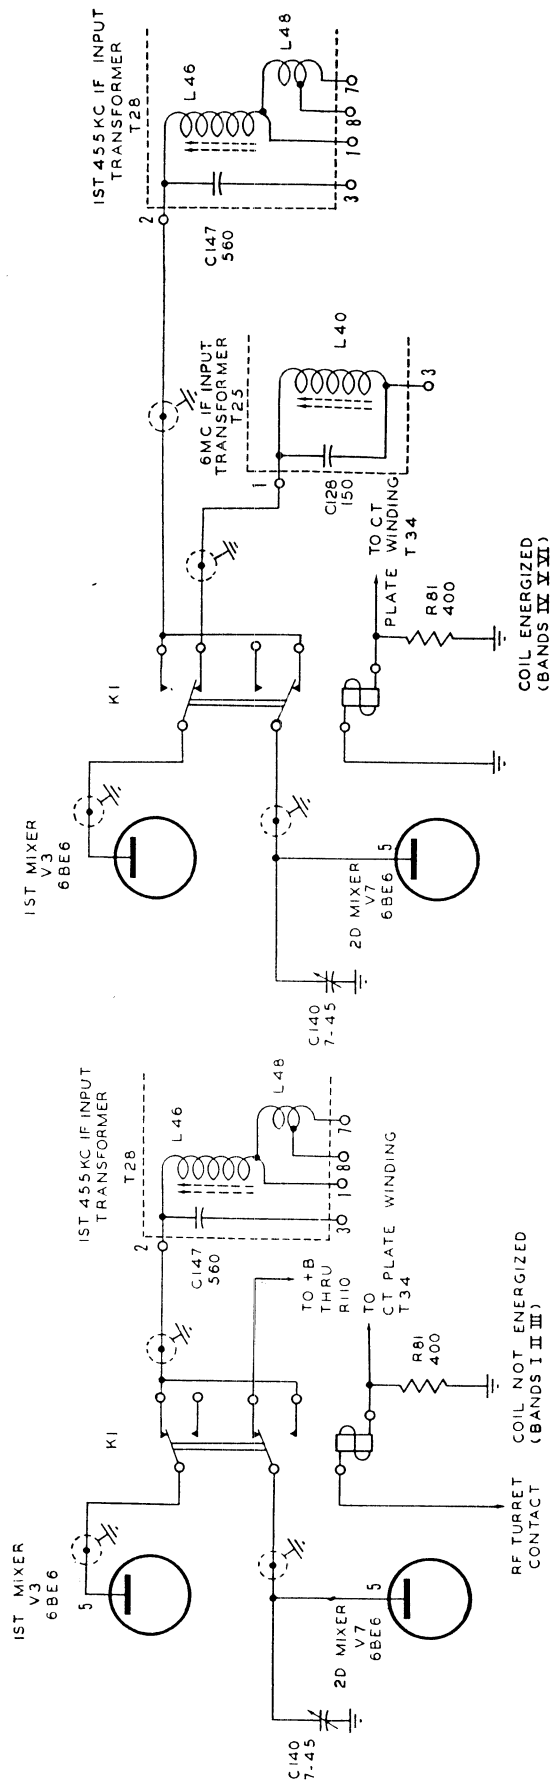 1ST MIXER
V3
6BE6
5
K1
1ST 455KC IF INPUT
TRANSFORMER
T28
2
L46
L48
C147
560
3
1
8
7
TO +B
THRU
R110
TO
CT PLATE WINDING
T34
R81
400
C140
7-45
2D MIXER
V7
6BE6
5
RF TURRET
CONTACT
COIL NOT ENERGIZED
(BANDS I II III)
1ST MIXER
V3
6BE6
K1
1ST 455KC IF INPUT
TRANSFORMER
T28
2
L46
L48
C147
560
3
1
8
7
6MC IF INPUT
TRANSFORMER
T25
1
L40
C128
150
3
TO CT
PLATE WINDING
T34
R81
400
C140
7-45
2D MIXER
V7
6BE6
5
COIL ENERGIZED
(BANDS IV V VI)